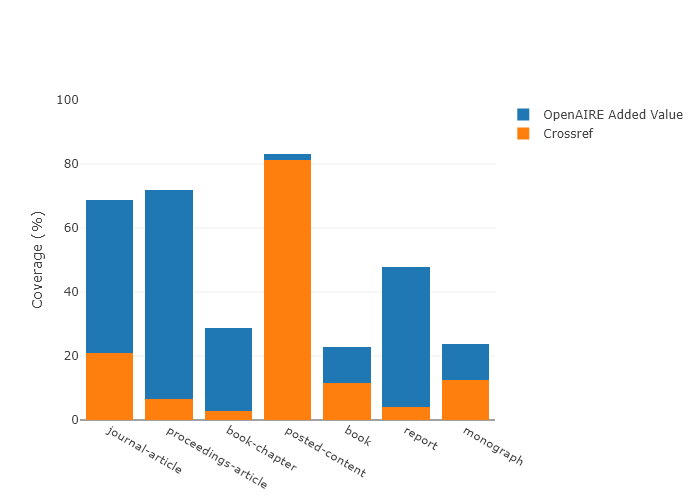 100
80
60
40
20
0
Coverage (%)
journal-article
proceedings-article
book-chapter
posted-content
book
report
monograph
OpenAIRE Added Value
Crossref